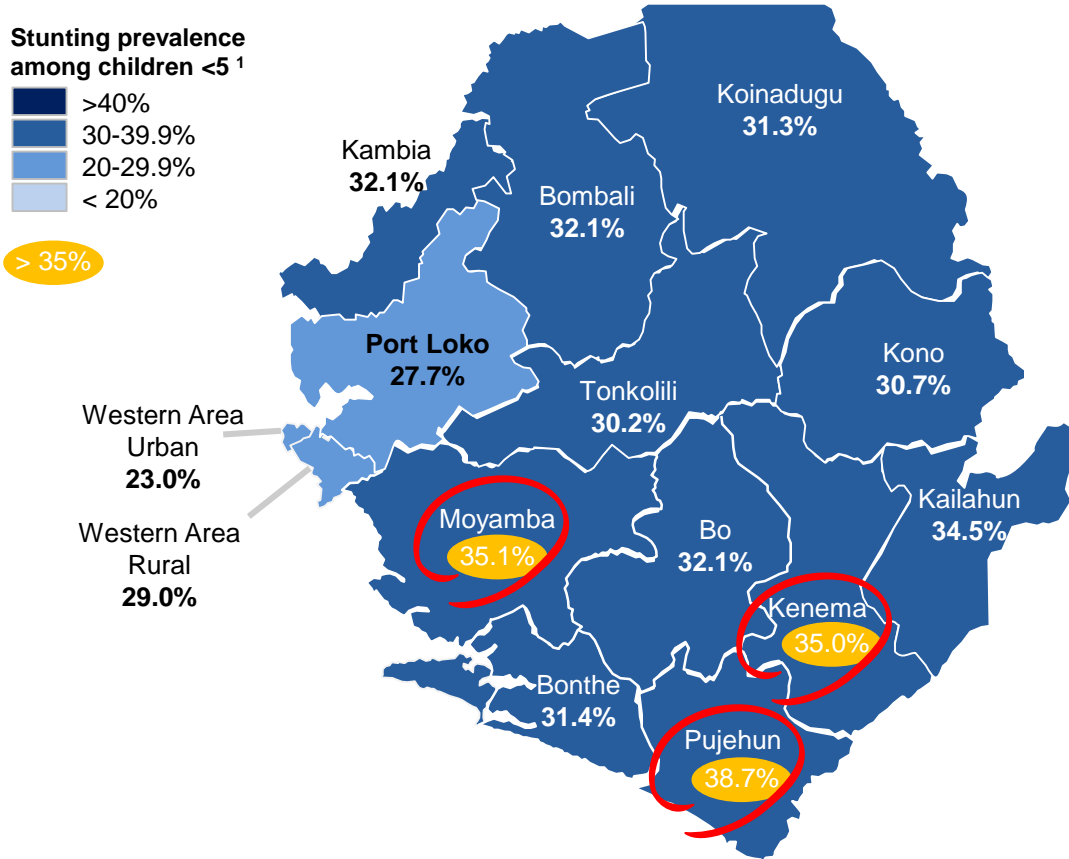 Stunting prevalence
among children <5 ¹
>40%
30-39.9%
20-29.9%
< 20%
> 35%
Koinadugu
31.3%
Kambia
32.1%
Bombali
32.1%
Port Loko
27.7%
Kono
30.7%
Tonkolili
30.2%
Western Area
Urban
23.0%
Western Area
Rural
29.0%
Moyamba
35.1%
Bo
32.1%
Kailahun
34.5%
Kenema
35.0%
Bonthe
31.4%
Pujehun
38.7%